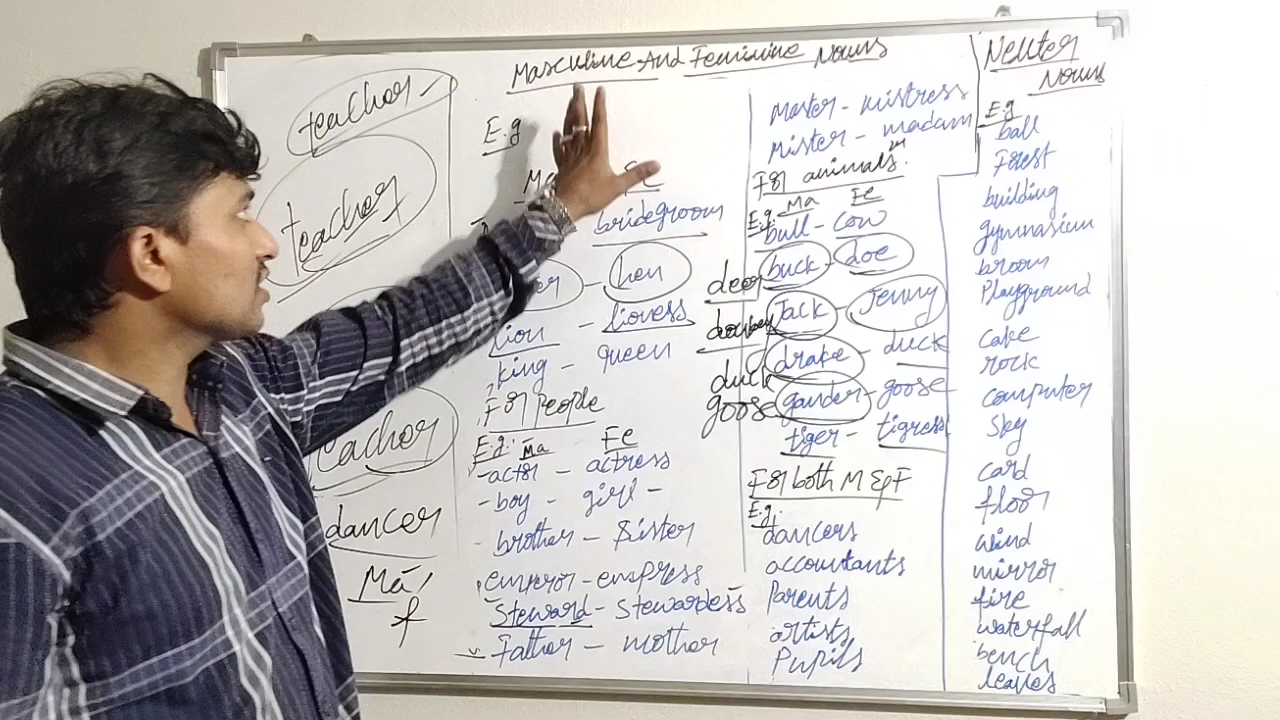 Masculine And Feminine Nouns
teacher
teacher
teacher
dancer
Ma/
f
E.g
Ma Fe
bridegroom
er - hen
lion - lioness
king - queen
For People
E.g: Ma Fe
- actor - actress
- boy - girl -
- brother - Sister
emperor - empress
Steward - Stewardess
Father - mother
Master - mistress
Mister - madam
For animals
E.g. Ma Fe
bull - cow
deer buck - doe
donkey Jack - Jenny
duck drake - duck
goose gander - goose
tiger - tigress
For both M & F
E.g.
dancers
accountants
Parents
artists
Pupils
Neuter
Nouns
E.g
ball
Forest
building
gymnasium
broom
Playground
cake
rock
computer
Sky
card
floor
wind
mirror
fire
waterfall
bench
leaves